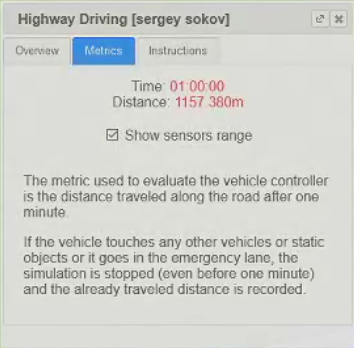 Highway Driving [sergey sokov]
Overview Metrics Instructions
Time: 01:00:00
Distance: 1157.380m
Show sensors range
The metric used to evaluate the vehicle controller
is the distance traveled along the road after one
minute.
If the vehicle touches any other vehicles or static
objects or it goes in the emergency lane, the
simulation is stopped (even before one minute)
and the already traveled distance is recorded.